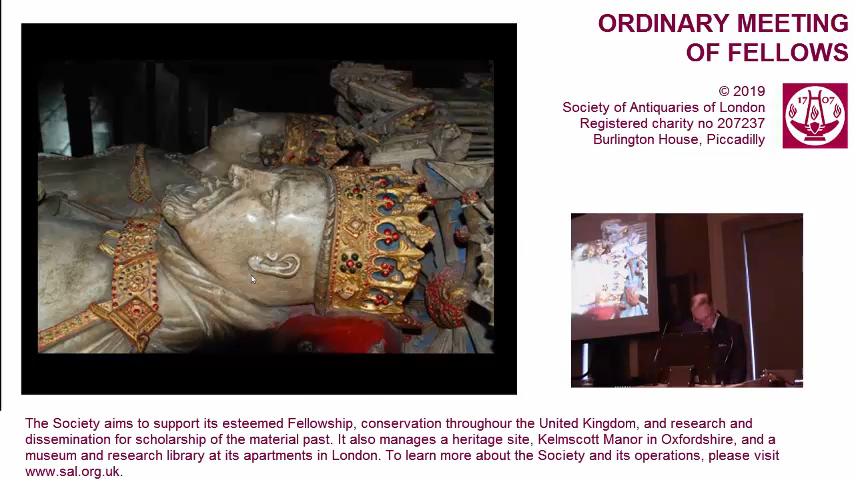 ORDINARY MEETING
OF FELLOWS
© 2019
Society of Antiquaries of London
Registered charity no 207237
Burlington House, Piccadilly
17 07
The Society aims to support its esteemed Fellowship, conservation throughour the United Kingdom, and research and
dissemination for scholarship of the material past. It also manages a heritage site, Kelmscott Manor in Oxfordshire, and a
museum and research library at its apartments in London. To learn more about the Society and its operations, please visit
www.sal.org.uk.